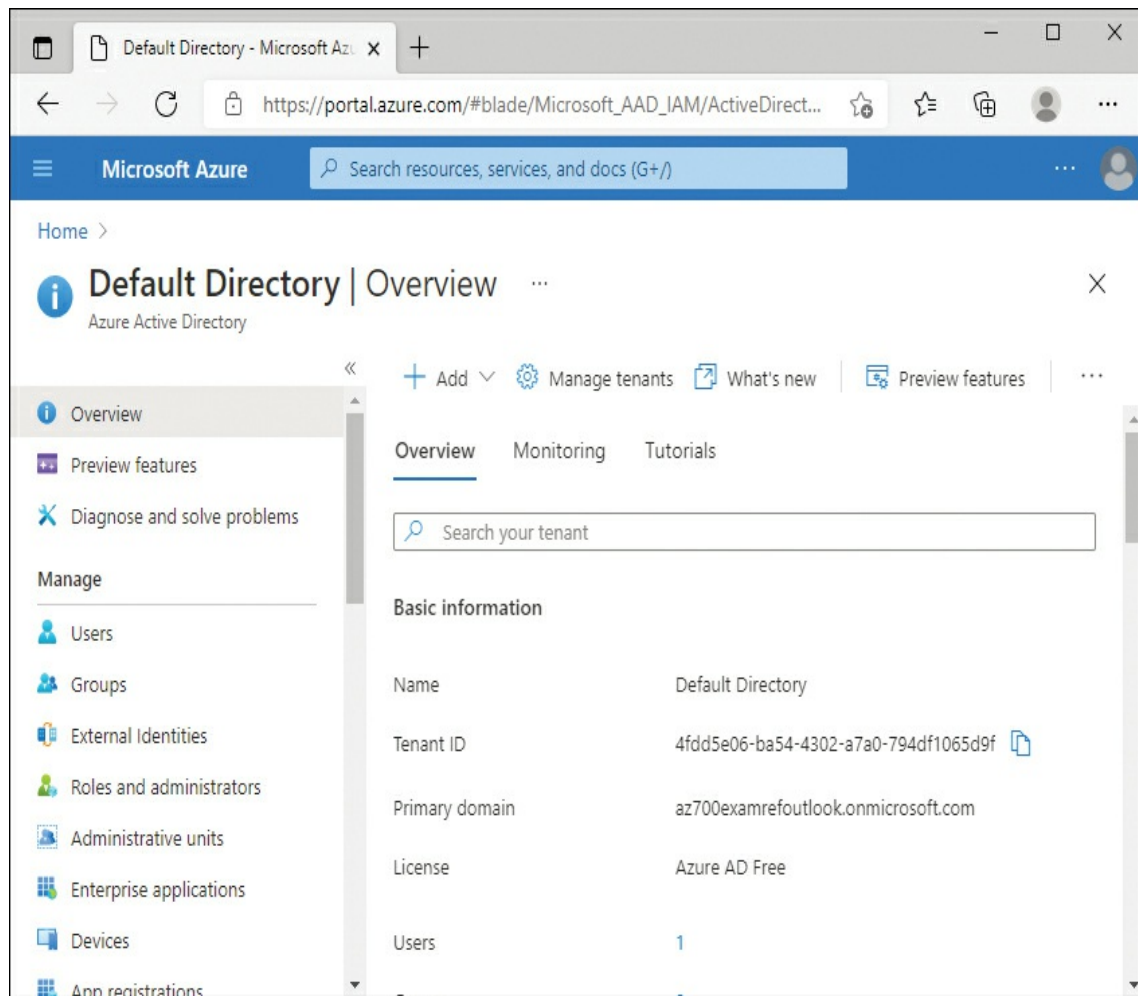 Default Directory - Microsoft Az
https://portal.azure.com/#blade/Microsoft_AAD_IAM/ActiveDirect...
Microsoft Azure
Search resources, services, and docs (G+/)
Home >
Default Directory | Overview ...
Azure Active Directory
«
Add
Manage tenants
What's new
Preview features
...
Overview
Preview features
Diagnose and solve problems
Manage
Users
Groups
External Identities
Roles and administrators
Administrative units
Enterprise applications
Devices
App registrations
Overview Monitoring Tutorials
Search your tenant
Basic information
Name Default Directory
Tenant ID 4fdd5e06-ba54-4302-a7a0-794df1065d9f
Primary domain az700examrefoutlook.onmicrosoft.com
License Azure AD Free
Users 1